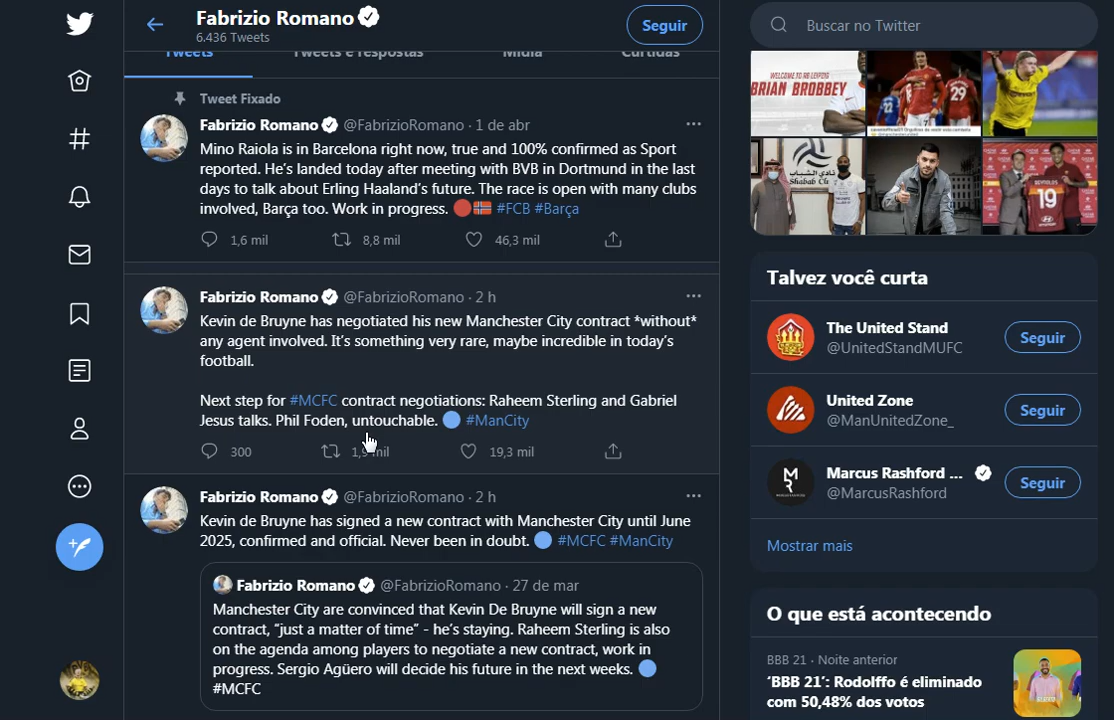 Fabrizio Romano
6.436 Tweets
Seguir
Tweets
Tweets e respostas
Mídia
Curtidas
Tweet Fixado
Fabrizio Romano @FabrizioRomano · 1 de abr
Mino Raiola is in Barcelona right now, true and 100% confirmed as Sport
reported. He's landed today after meeting with BVB in Dortmund in the last
days to talk about Erling Haaland's future. The race is open with many clubs
involved, Barça too. Work in progress. #FCB #Barça
1,6 mil
8,8 mil
46,3 mil
Fabrizio Romano @FabrizioRomano · 2 h
Kevin de Bruyne has negotiated his new Manchester City contract *without*
any agent involved. It's something very rare, maybe incredible in today's
football.
Next step for #MCFC contract negotiations: Raheem Sterling and Gabriel
Jesus talks. Phil Foden, untouchable. #ManCity
300
1,9 mil
19,3 mil
Fabrizio Romano @FabrizioRomano · 2 h
Kevin de Bruyne has signed a new contract with Manchester City until June
2025, confirmed and official. Never been in doubt. #MCFC #ManCity
Fabrizio Romano @FabrizioRomano · 27 de mar
Manchester City are convinced that Kevin De Bruyne will sign a new
contract, "just a matter of time" - he's staying. Raheem Sterling is also
on the agenda among players to negotiate a new contract, work in
progress. Sergio Agüero will decide his future in the next weeks.
#MCFC
Buscar no Twitter
WELCOME TO RB LEIPZIG
BRIAN BROBBEY
29
Shabab Clu
REYNOLDS
19
Talvez você curta
The United Stand
@UnitedStandMUFC
Seguir
United Zone
@ManUnitedZone_
Seguir
Marcus Rashford ...
@MarcusRashford
Seguir
Mostrar mais
O que está acontecendo
BBB 21 · Noite anterior
'BBB 21': Rodolffo é eliminado
com 50,48% dos votos